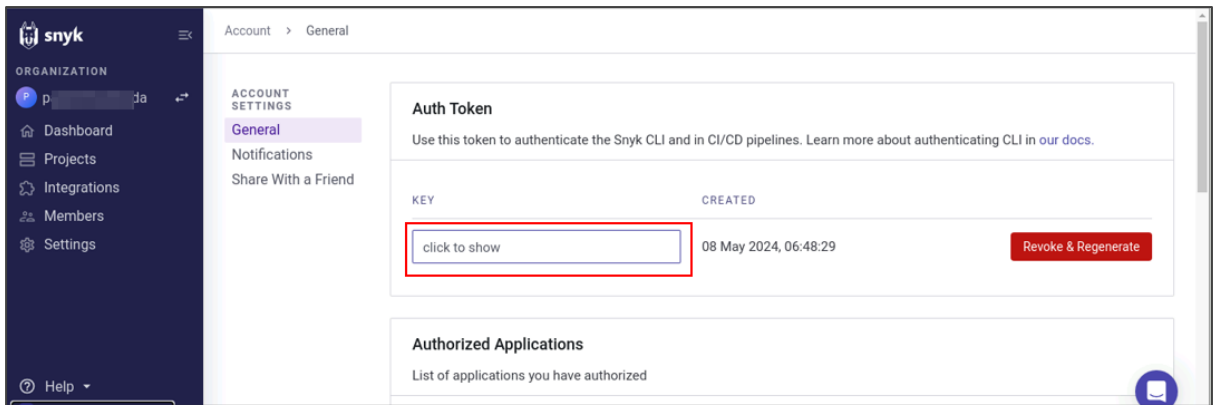 snyk
Account > General
ORGANIZATION
P
Dashboard
Projects
Integrations
Members
Settings
Help
ACCOUNT
SETTINGS
General
Notifications
Share With a Friend
Auth Token
Use this token to authenticate the Snyk CLI and in CI/CD pipelines. Learn more about authenticating CLI in our docs.
KEY CREATED
click to show 08 May 2024, 06:48:29 Revoke & Regenerate
Authorized Applications
List of applications you have authorized